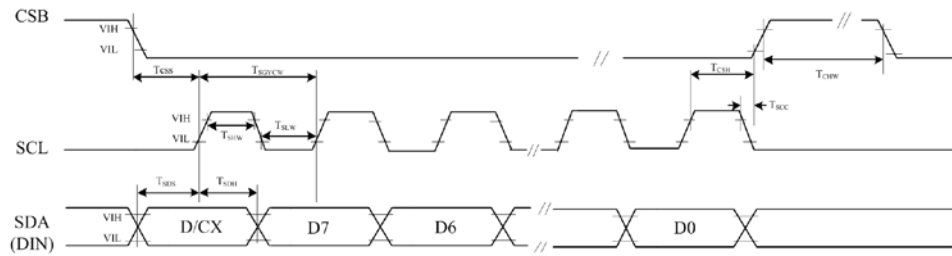 CSB
VIH
VIL
TCSS
TSCYCW
TCSH
TCHW
TSCC
SCL
VIH
VIL
TSHW
TSLW
TSDS
TSDH
SDA
(DIN)
VIH
VIL
D/CX
D7
D6
D0